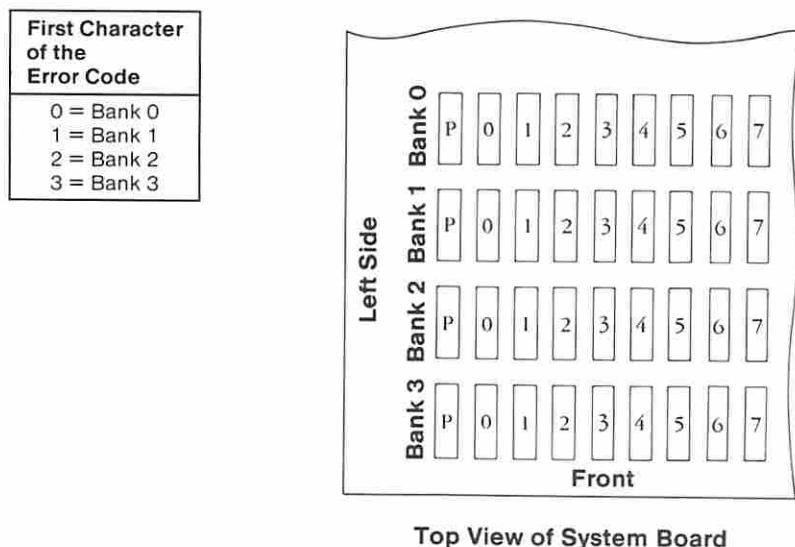 First Character
of the
Error Code
0 = Bank 0
1 = Bank 1
2 = Bank 2
3 = Bank 3
Left Side
Bank 0
P 0 1 2 3 4 5 6 7
Bank 1
P 0 1 2 3 4 5 6 7
Bank 2
P 0 1 2 3 4 5 6 7
Bank 3
P 0 1 2 3 4 5 6 7
Front
Top View of System Board